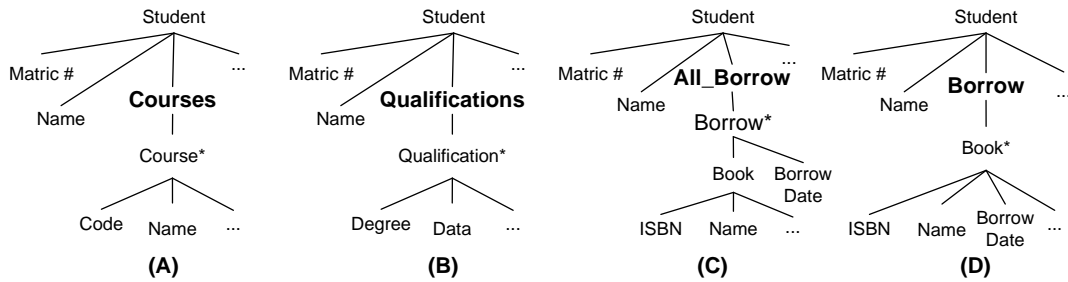 Student
Matric #
Name
...
Courses
Course*
Code
Name
...
(A)
Student
Matric #
Name
...
Qualifications
Qualification*
Degree
Data
...
(B)
Student
Matric #
Name
...
All_Borrow
Borrow*
Book
Borrow
Date
ISBN
Name
...
(C)
Student
Matric #
Name
...
Borrow
Book*
ISBN
Name
Borrow
Date
...
(D)